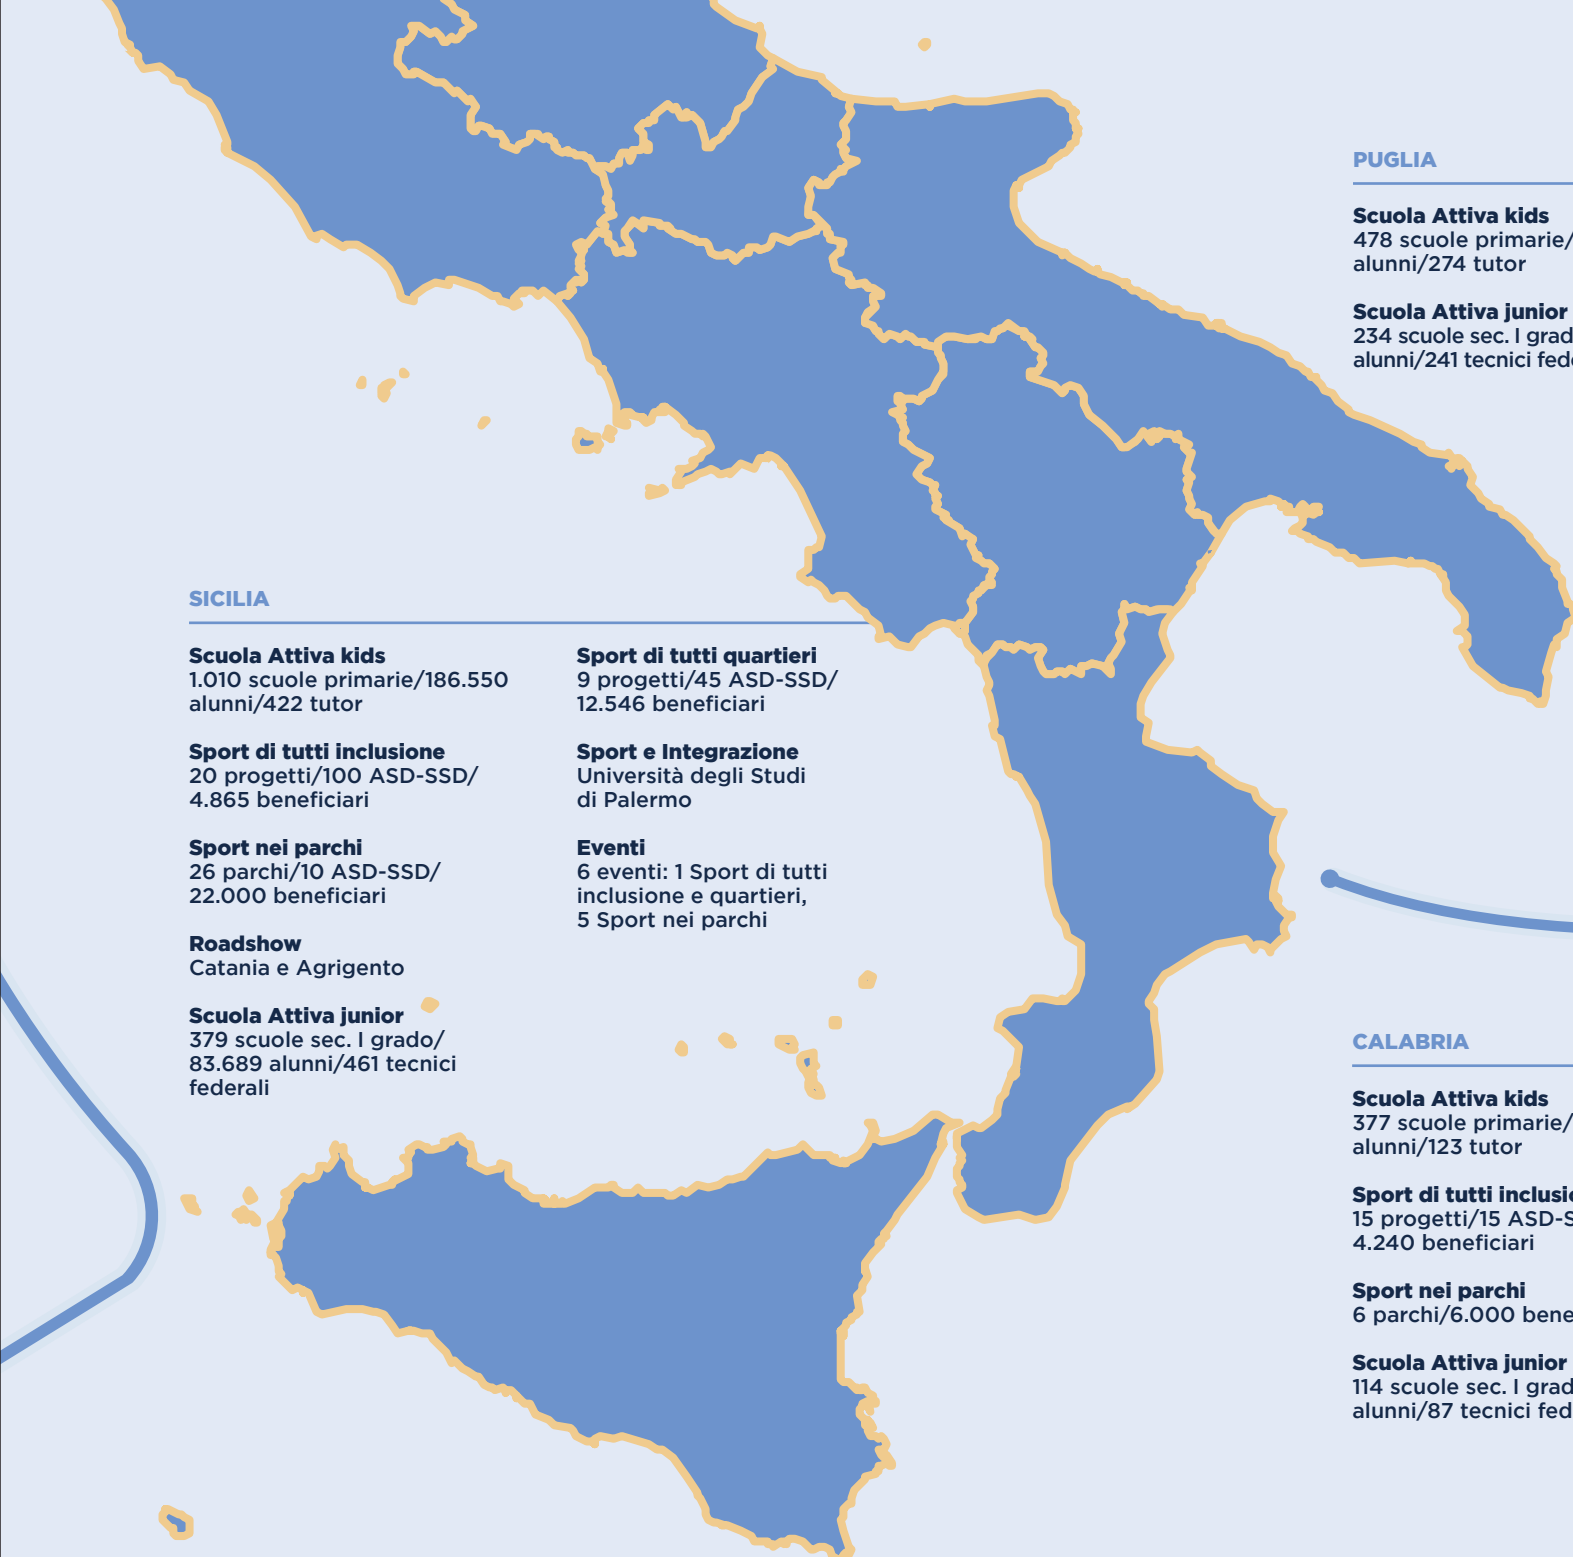 PUGLIA
Scuola Attiva kids
478 scuole primarie/
alunni/274 tutor
Scuola Attiva junior
234 scuole sec. I grad
alunni/241 tecnici fed
SICILIA
Scuola Attiva kids
1.010 scuole primarie/186.550
alunni/422 tutor
Sport di tutti inclusione
20 progetti/100 ASD-SSD/
4.865 beneficiari
Sport nei parchi
26 parchi/10 ASD-SSD/
22.000 beneficiari
Roadshow
Catania e Agrigento
Scuola Attiva junior
379 scuole sec. I grado/
83.689 alunni/461 tecnici
federali
Sport di tutti quartieri
9 progetti/45 ASD-SSD/
12.546 beneficiari
Sport e Integrazione
Università degli Studi
di Palermo
Eventi
6 eventi: 1 Sport di tutti
inclusione e quartieri,
5 Sport nei parchi
CALABRIA
Scuola Attiva kids
377 scuole primarie/
alunni/123 tutor
Sport di tutti inclusi
15 progetti/15 ASD-S
4.240 beneficiari
Sport nei parchi
6 parchi/6.000 bene
Scuola Attiva junior
114 scuole sec. I grad
alunni/87 tecnici fed